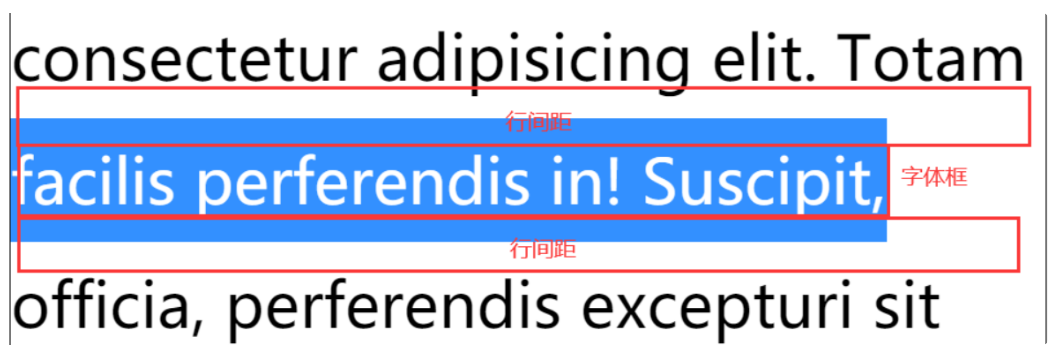 consectetur adipisicing elit. Totam
行间距
facilis perferendis in! Suscipit,
字体框
行间距
officia, perferendis excepturi sit